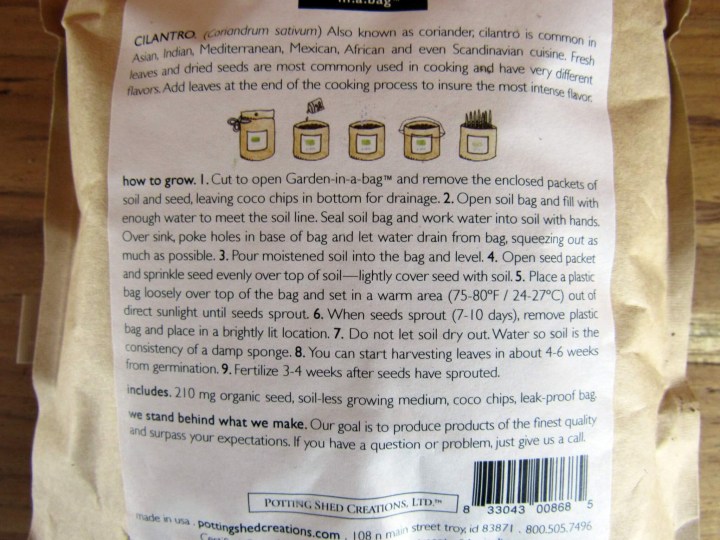 in.a.bag™
CILANTRO. (Coriandrum sativum) Also known as coriander, cilantro is common in
Asian, Indian, Mediterranean, Mexican, African and even Scandinavian cuisine. Fresh
leaves and dried seeds are most commonly used in cooking and have very different
flavors. Add leaves at the end of the cooking process to insure the most intense flavor.
how to grow. 1. Cut to open Garden-in-a-bag™ and remove the enclosed packets of
soil and seed, leaving coco chips in bottom for drainage. 2. Open soil bag and fill with
enough water to meet the soil line. Seal soil bag and work water into soil with hands.
Over sink, poke holes in base of bag and let water drain from bag, squeezing out as
much as possible. 3. Pour moistened soil into the bag and level. 4. Open seed packet
and sprinkle seed evenly over top of soil—lightly cover seed with soil. 5. Place a plastic
bag loosely over top of the bag and set in a warm area (75-80°F / 24-27°C) out of
direct sunlight until seeds sprout. 6. When seeds sprout (7-10 days), remove plastic
bag and place in a brightly lit location. 7. Do not let soil dry out. Water so soil is the
consistency of a damp sponge. 8. You can start harvesting leaves in about 4-6 weeks
from germination. 9. Fertilize 3-4 weeks after seeds have sprouted.
includes. 210 mg organic seed, soil-less growing medium, coco chips, leak-proof bag.
we stand behind what we make. Our goal is to produce products of the finest quality
and surpass your expectations. If you have a question or problem, just give us a call.
POTTING SHED CREATIONS, LTD.™
8 33043 00868 5
made in usa . pottingshedcreations.com . 108 n main street troy, id 83871 . 800.505.7496